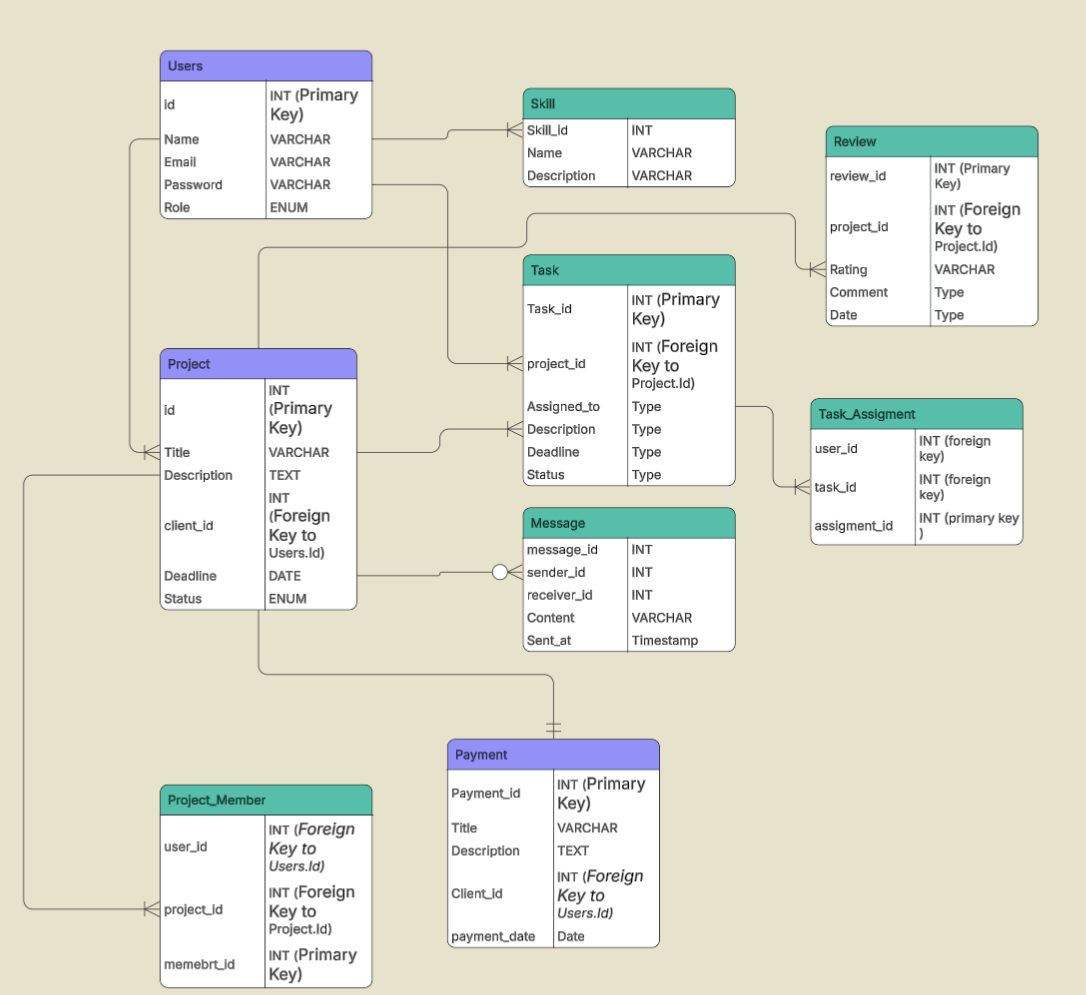 Users
id
INT (Primary
Key)
Name VARCHAR
Email VARCHAR
Password VARCHAR
Role ENUM
Skill
Skill_id INT
Name VARCHAR
Description VARCHAR
Review
review_id
INT (Primary
Key)
project_id
INT (Foreign
Key to
Project.Id)
Rating VARCHAR
Comment Type
Date Type
Task
Task_id
INT (Primary
Key)
project_id
INT (Foreign
Key to
Project.Id)
Assigned_to Type
Description Type
Deadline Type
Status Type
Project
id
INT
(Primary
Key)
Title VARCHAR
Description TEXT
client_id
INT
(Foreign
Key to
Users.Id)
Deadline DATE
Status ENUM
Task_Assigment
user_id
INT (foreign
key)
task_id
INT (foreign
key)
assigment_id
INT (primary key
)
Message
message_id INT
sender_id INT
receiver_id INT
Content VARCHAR
Sent_at Timestamp
Payment
Payment_id
INT (Primary
Key)
Title VARCHAR
Description TEXT
Client_id
INT (Foreign
Key to
Users.Id)
payment_date Date
Project_Member
user_id
INT (Foreign
Key to
Users.Id)
project_id
INT (Foreign
Key to
Project.Id)
memebrt_id
INT (Primary
Key)